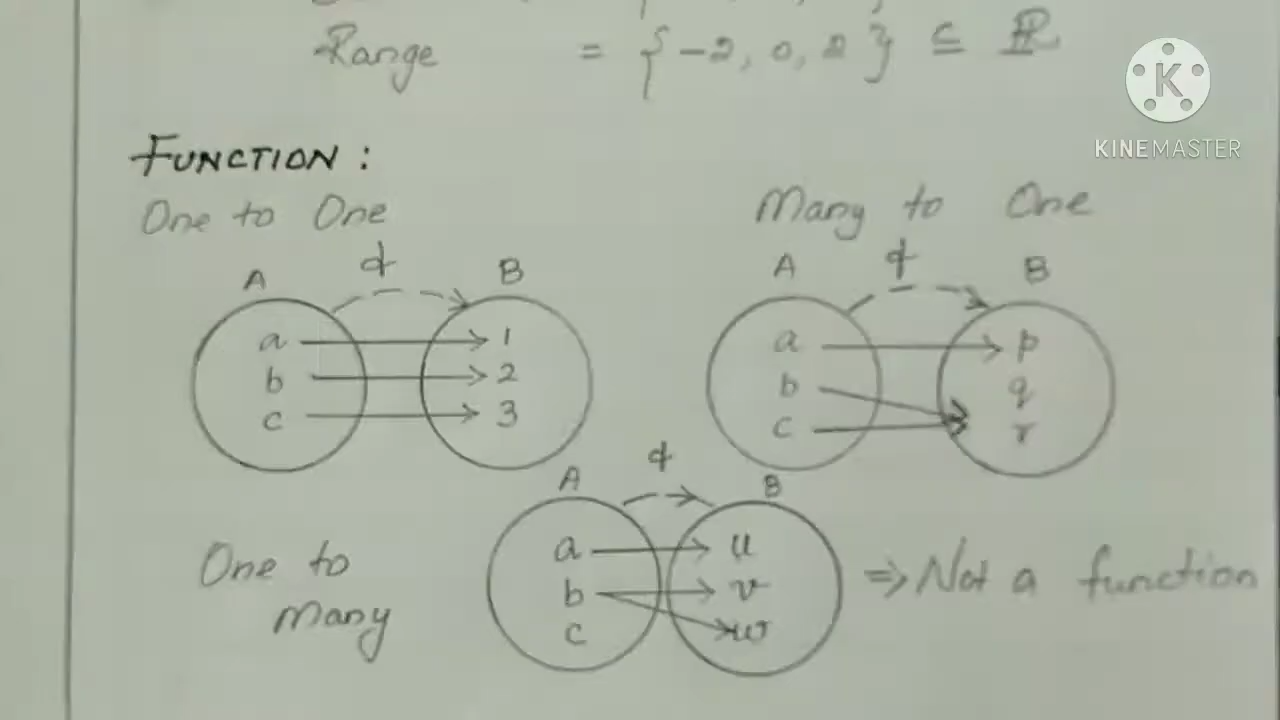 Range = {-2, 0, 2} ⊆ ℝ
K
KINEMASTER
FUNCTION :
One to One
Many to One
A f B
a 1
b 2
c 3
A f B
a p
b q
c r
One to
Many
A f B
a u
b v
c w
⇒ Not a function